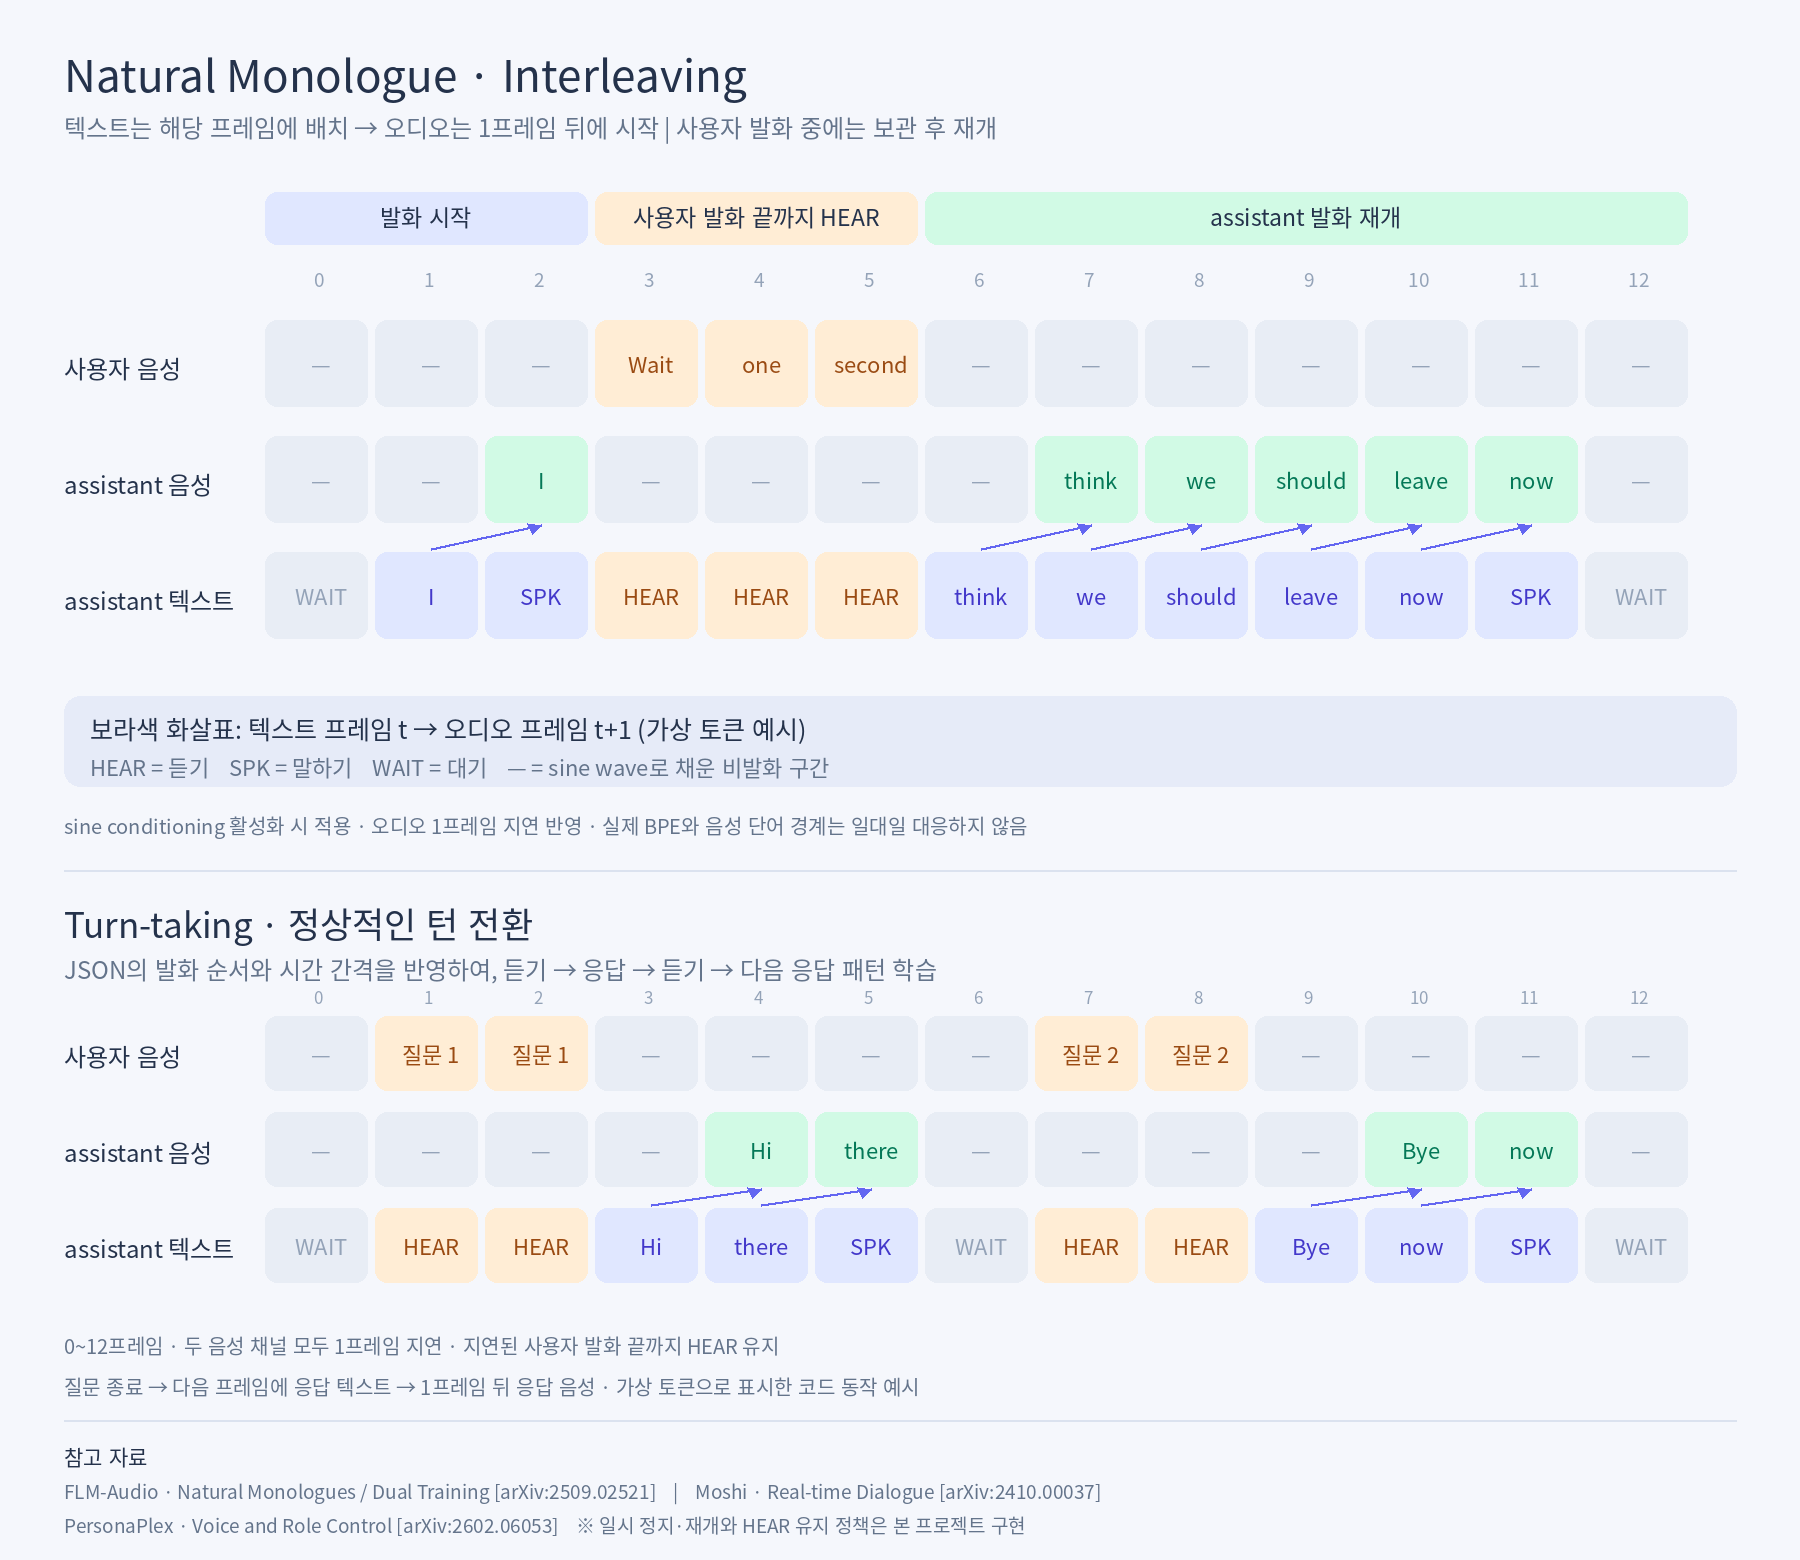 Natural Monologue · Interleaving
텍스트는 해당 프레임에 배치 → 오디오는 1프레임 뒤에 시작 | 사용자 발화 중에는 보관 후 재개
발화 시작 사용자 발화 끝까지 HEAR assistant 발화 재개
0 1 2 3 4 5 6 7 8 9 10 11 12
사용자 음성 — — — Wait one second — — — — — — —
assistant 음성 — — I — — — — think we should leave now —
assistant 텍스트 WAIT I SPK HEAR HEAR HEAR think we should leave now SPK WAIT
보라색 화살표: 텍스트 프레임 t → 오디오 프레임 t+1 (가상 토큰 예시)
HEAR = 듣기 SPK = 말하기 WAIT = 대기 — = sine wave로 채운 비발화 구간
sine conditioning 활성화 시 적용 · 오디오 1프레임 지연 반영 · 실제 BPE와 음성 단어 경계는 일대일 대응하지 않음
Turn-taking · 정상적인 턴 전환
JSON의 발화 순서와 시간 간격을 반영하여, 듣기 → 응답 → 듣기 → 다음 응답 패턴 학습
0 1 2 3 4 5 6 7 8 9 10 11 12
사용자 음성 — 질문 1 질문 1 — — — — 질문 2 질문 2 — — — —
assistant 음성 — — — — Hi there — — — — Bye now —
assistant 텍스트 WAIT HEAR HEAR Hi there SPK WAIT HEAR HEAR Bye now SPK WAIT
0~12프레임 · 두 음성 채널 모두 1프레임 지연 · 지연된 사용자 발화 끝까지 HEAR 유지
질문 종료 → 다음 프레임에 응답 텍스트 → 1프레임 뒤 응답 음성 · 가상 토큰으로 표시한 코드 동작 예시
참고 자료
FLM-Audio · Natural Monologues / Dual Training [arXiv:2509.02521] | Moshi · Real-time Dialogue [arXiv:2410.00037]
PersonaPlex · Voice and Role Control [arXiv:2602.06053] ※ 일시 정지·재개와 HEAR 유지 정책은 본 프로젝트 구현